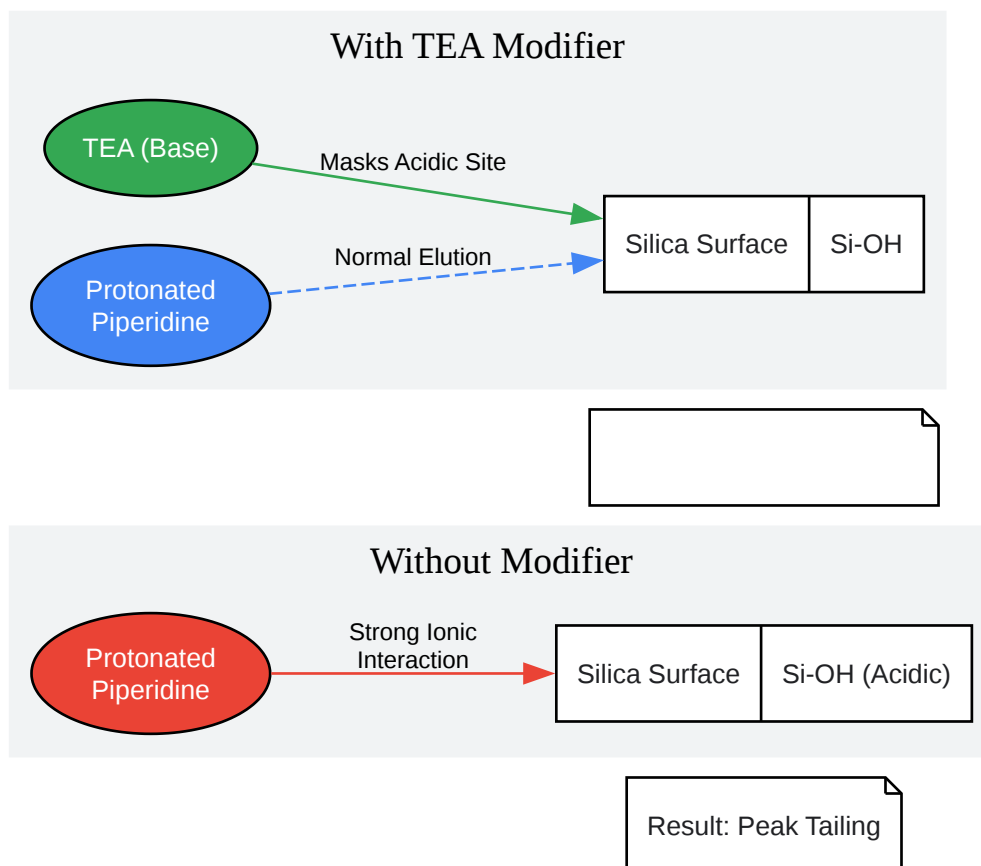 With TEA Modifier
TEA (Base)
Masks Acidic Site
Silica Surface
Si-OH
Normal Elution
Protonated
Piperidine
Without Modifier
Strong Ionic
Interaction
Protonated
Piperidine
Silica Surface
Si-OH (Acidic)
Result: Peak Tailing